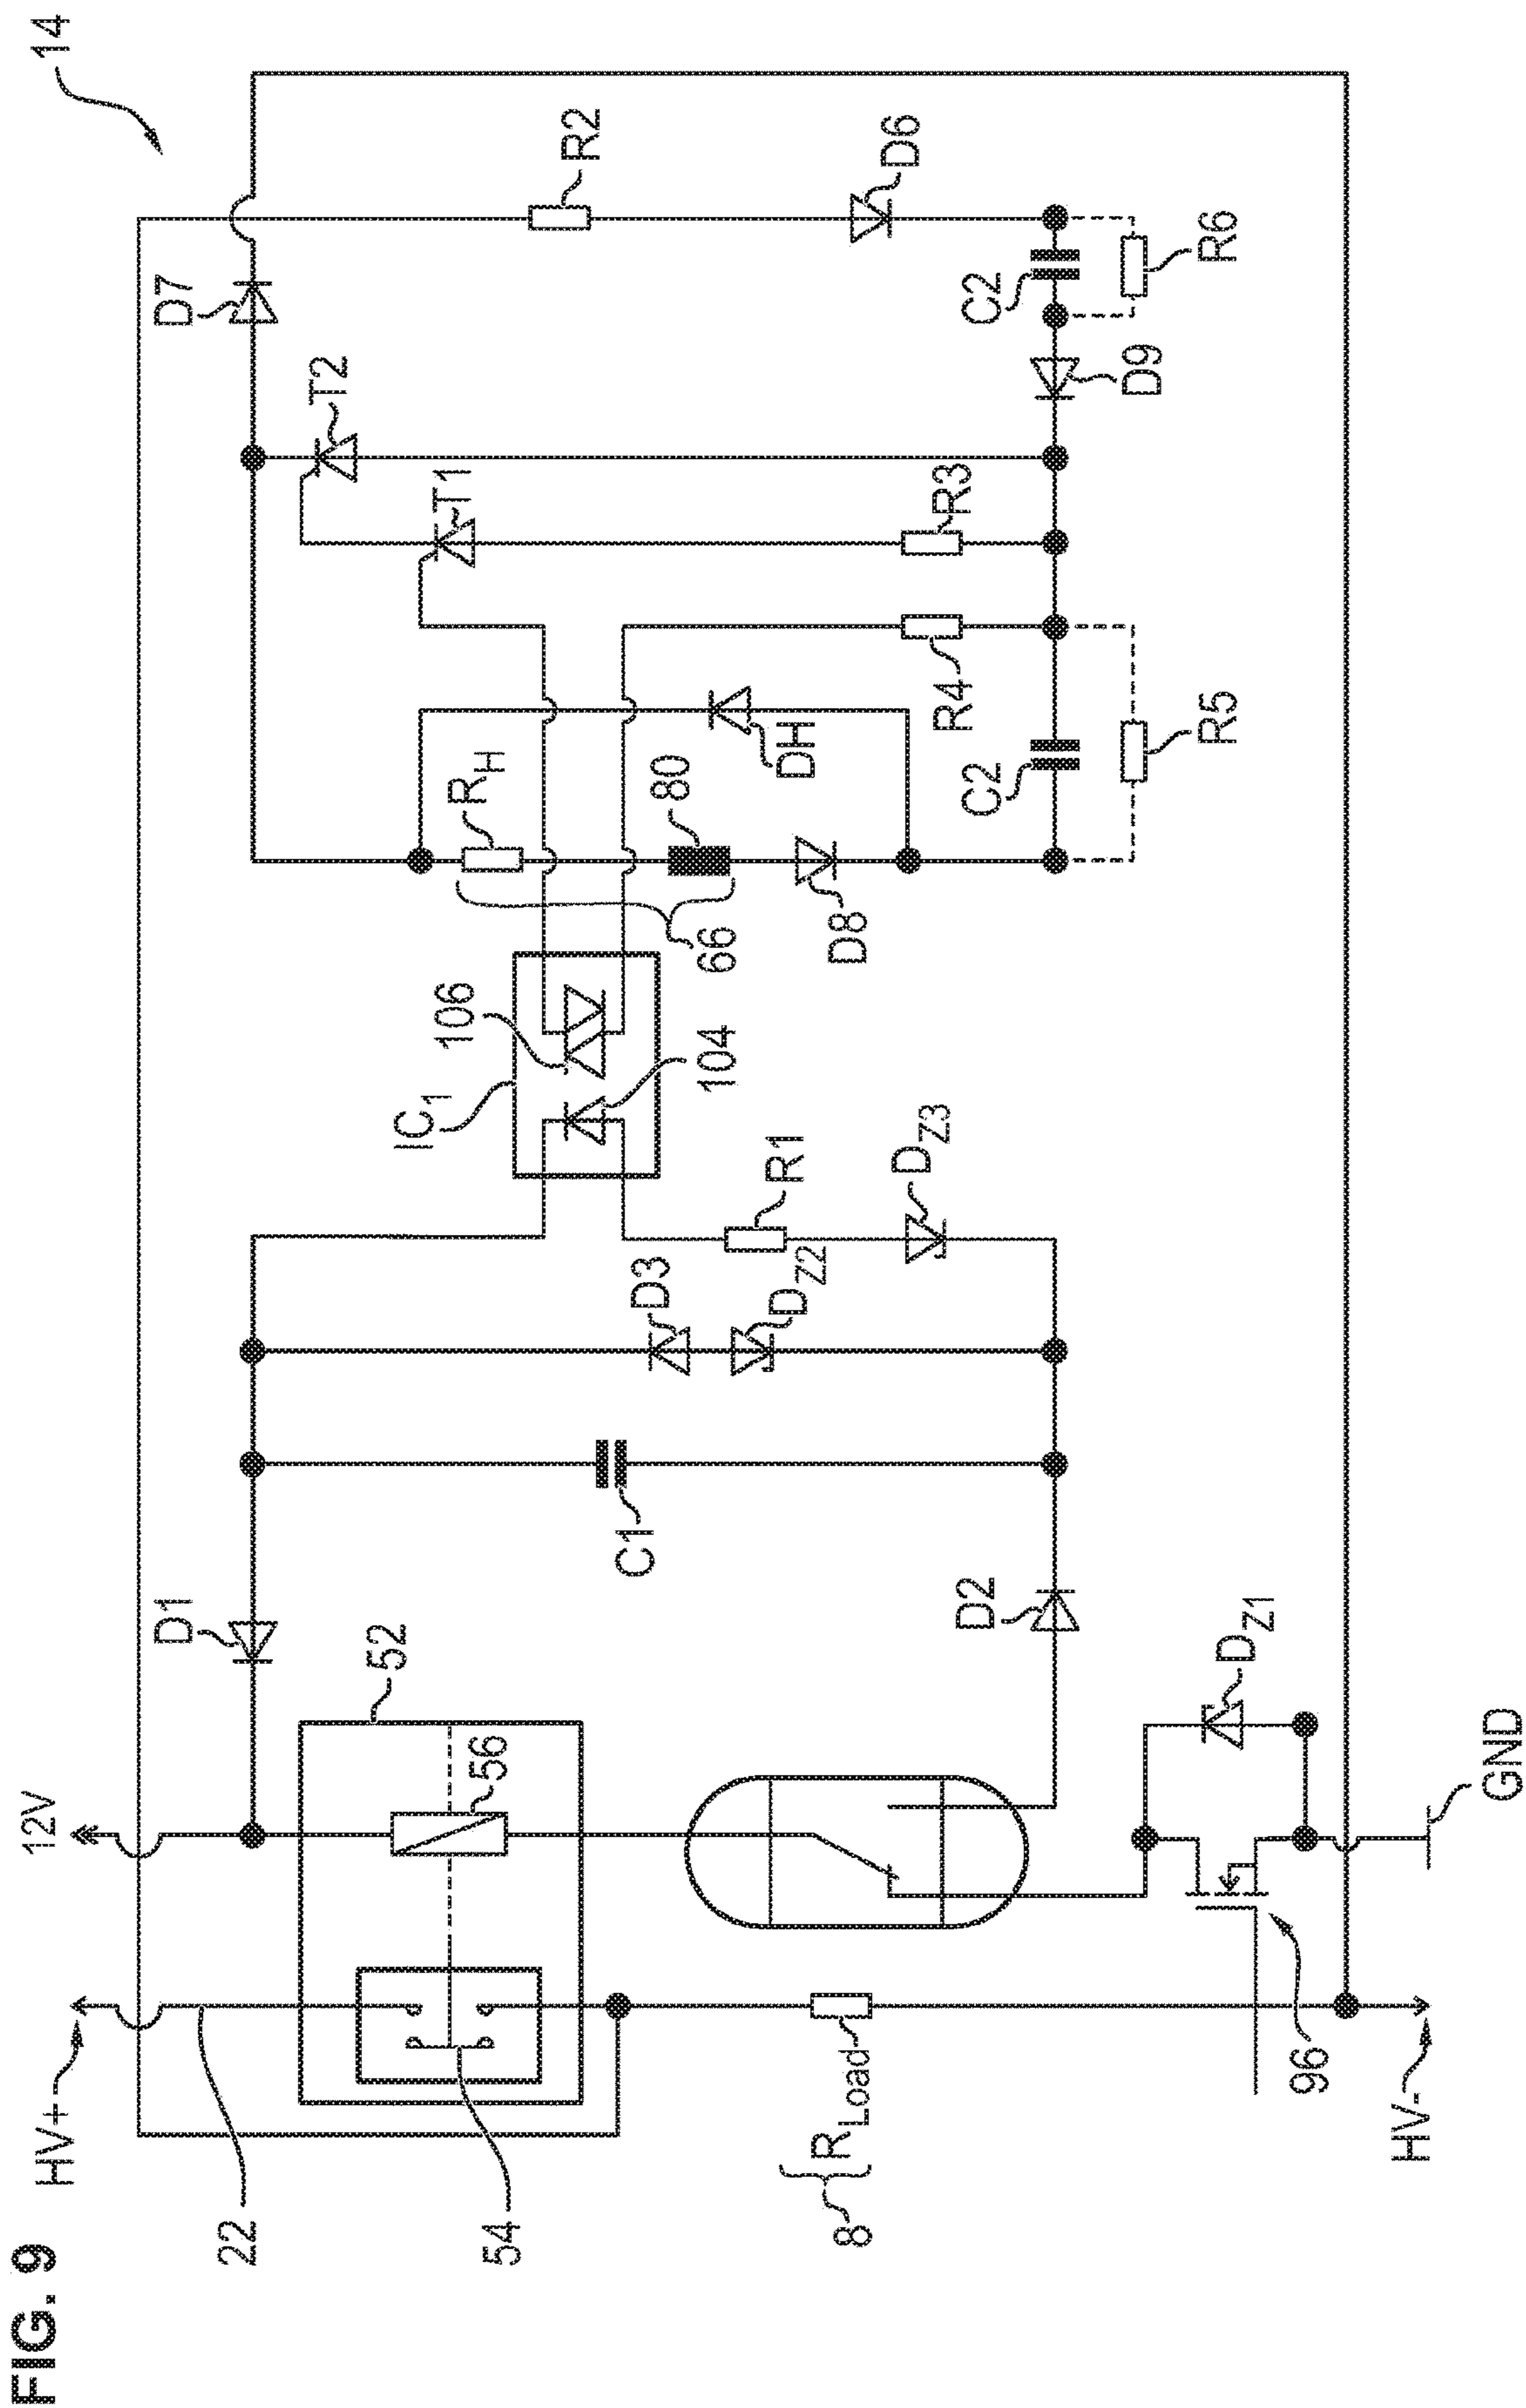 FIG. 9
14
HV+
12V
22
54
52
56
D1
D7
R2
T2
T1
IC1
106
104
RH
66
80
D8
DH
R3
R4
D6
C2
C2
R6
D9
R5
C1
D3
DZ2
R1
DZ3
D2
DZ1
8
RLoad
96
HV-
GND